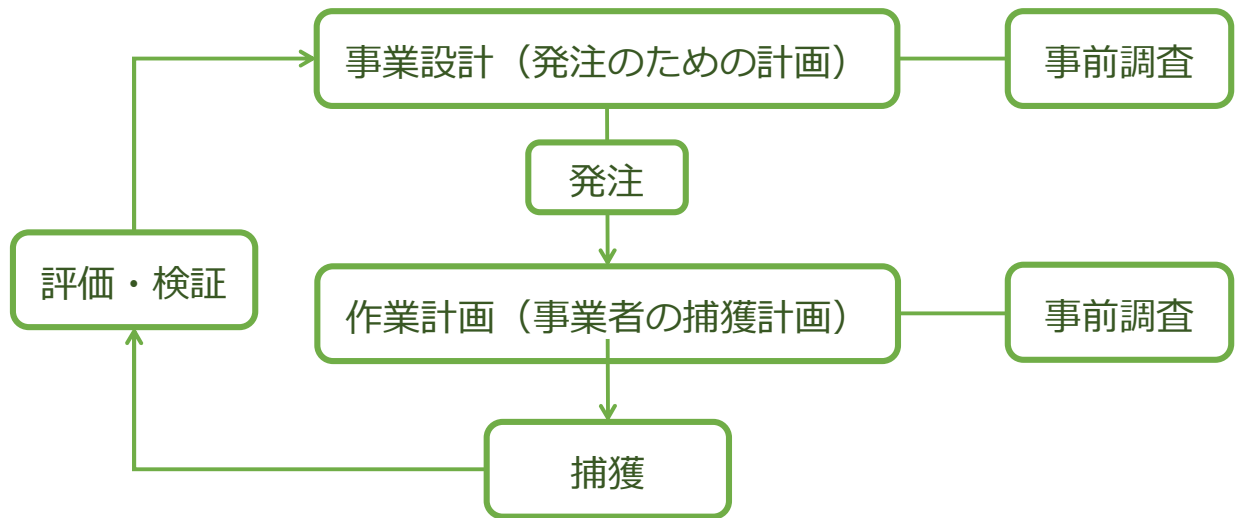 事業設計（発注のための計画）
事前調査
発注
評価・検証
作業計画（事業者の捕獲計画）
事前調査
捕獲